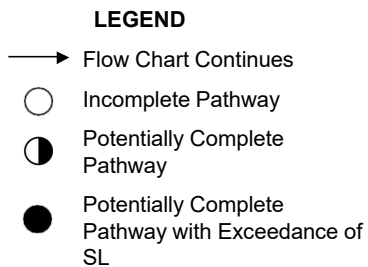 LEGEND
Flow Chart Continues
Incomplete Pathway
Potentially Complete
Pathway
Potentially Complete
Pathway with Exceedance of
SL